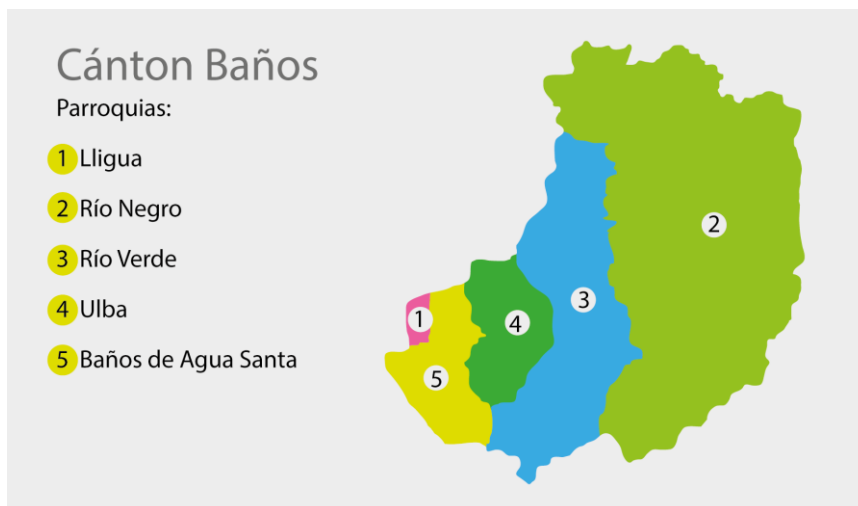 Cánton Baños
Parroquias:
1 Lligua
2 Río Negro
3 Río Verde
4 Ulba
5 Baños de Agua Santa
2
3
1
4
5